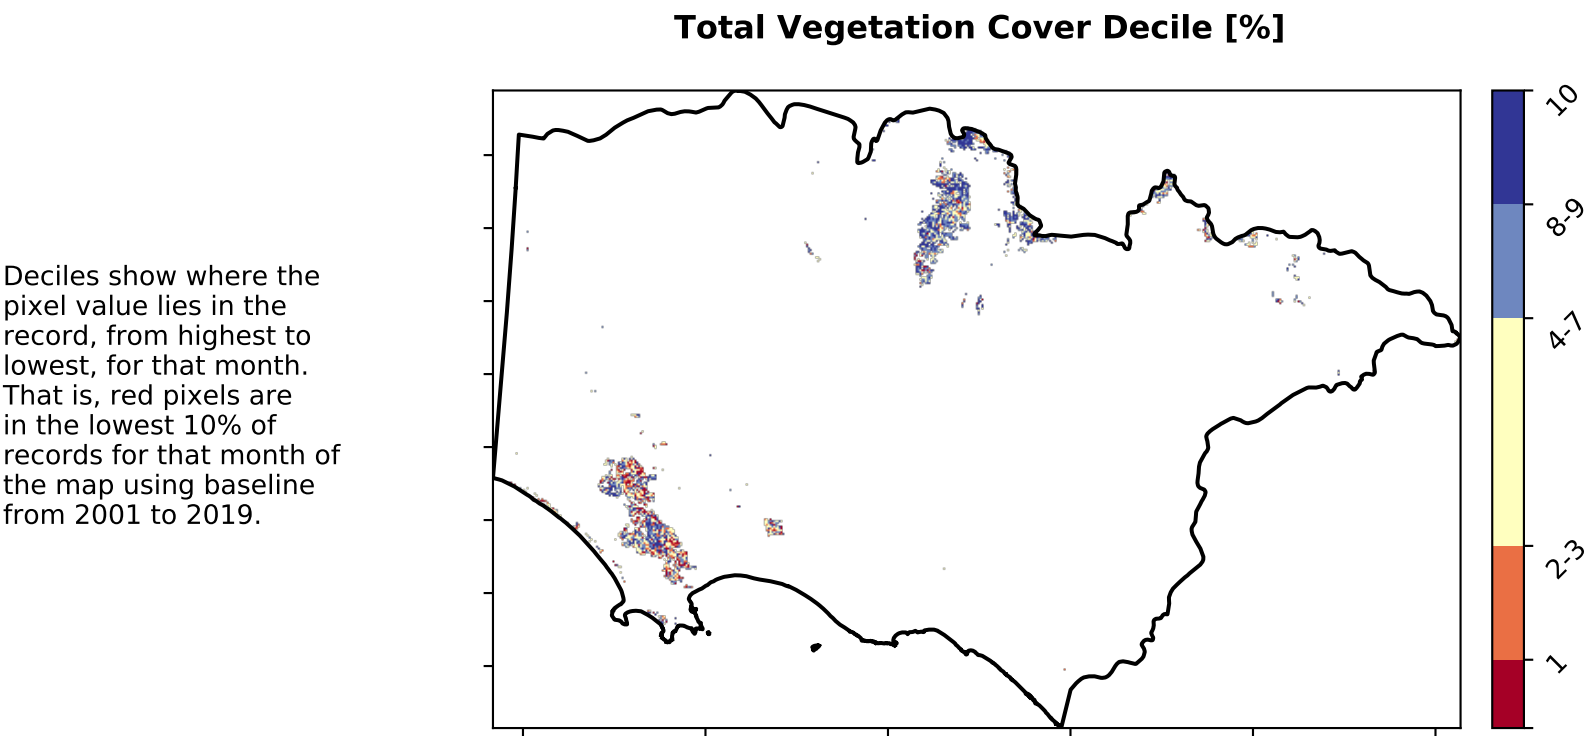 Total Vegetation Cover Decile [%]
Deciles show where the
pixel value lies in the
record, from highest to
lowest, for that month.
That is, red pixels are
in the lowest 10% of
records for that month of
the map using baseline
from 2001 to 2019.
10
8-9
4-7
2-3
1